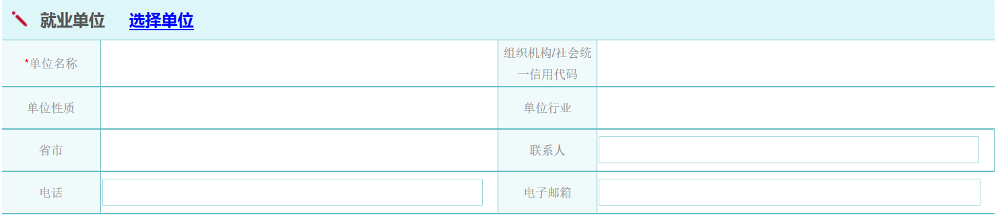 就业单位 选择单位
*单位名称
组织机构/社会统
一信用代码
单位性质
单位行业
省市
联系人
电话
电子邮箱